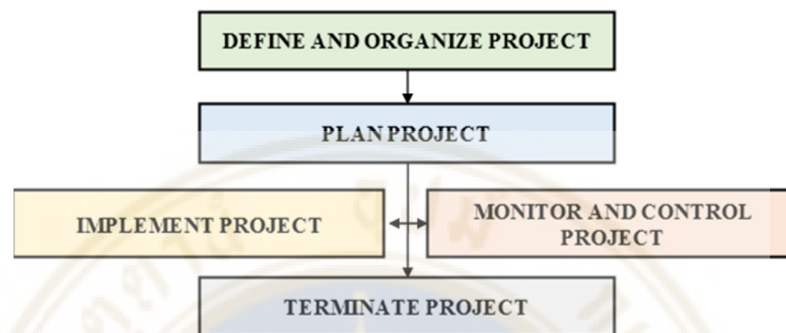 DEFINE AND ORGANIZE PROJECT
PLAN PROJECT
IMPLEMENT PROJECT
MONITOR AND CONTROL
PROJECT
TERMINATE PROJECT